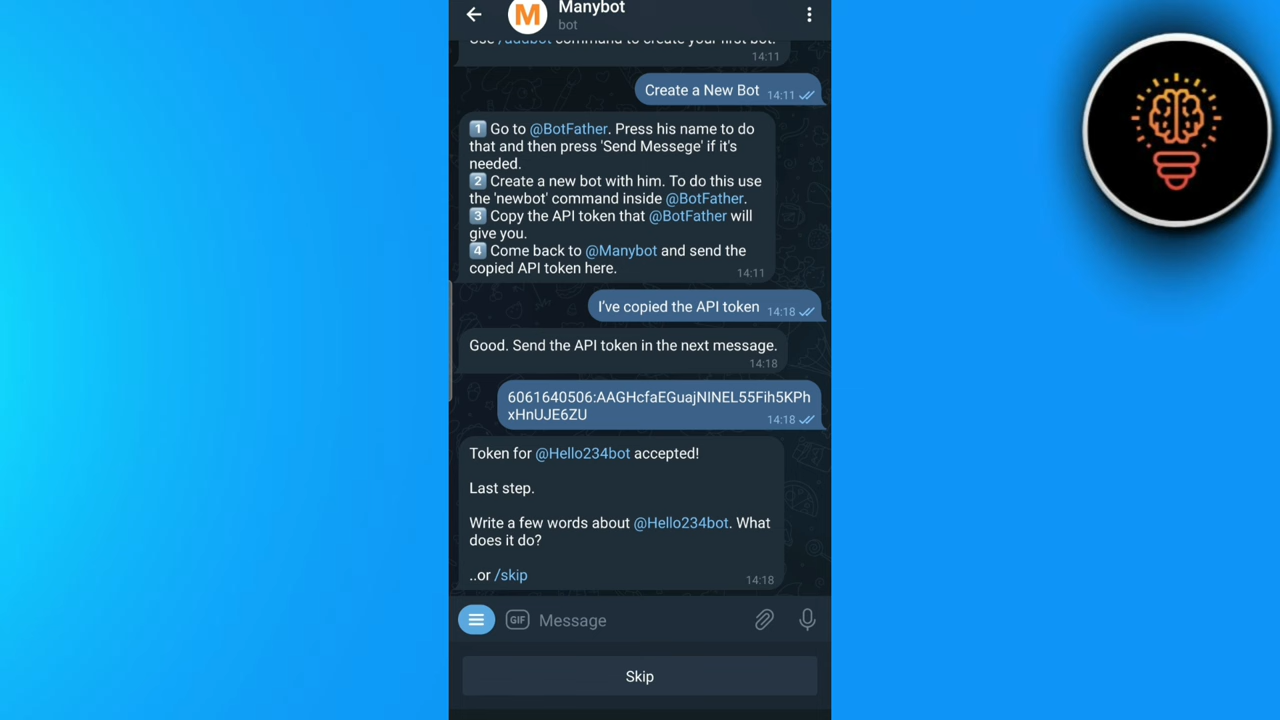 Manybot
bot
Use /addbot command to create your first bot.
14:11
Create a New Bot
14:11
1 Go to @BotFather. Press his name to do
that and then press 'Send Messege' if it's
needed.
2 Create a new bot with him. To do this use
the 'newbot' command inside @BotFather.
3 Copy the API token that @BotFather will
give you.
4 Come back to @Manybot and send the
copied API token here.
14:11
I've copied the API token
14:18
Good. Send the API token in the next message.
14:18
6061640506:AAGHcfaEGuajNINEL55Fih5KPh
xHnUJE6ZU
14:18
Token for @Hello234bot accepted!
Last step.
Write a few words about @Hello234bot. What
does it do?
..or /skip
14:18
GIF
Message
Skip